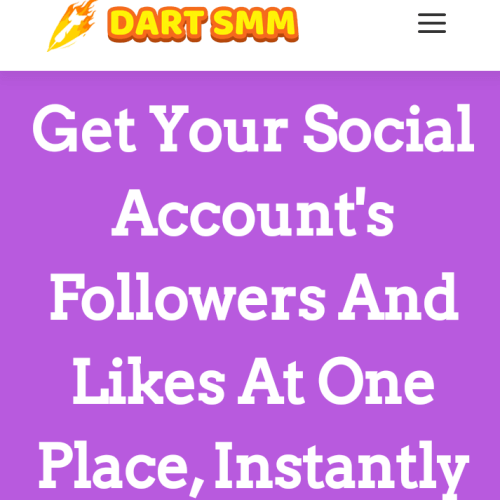 DART SMM
Get Your Social
Account's
Followers And
Likes At One
Place, Instantly